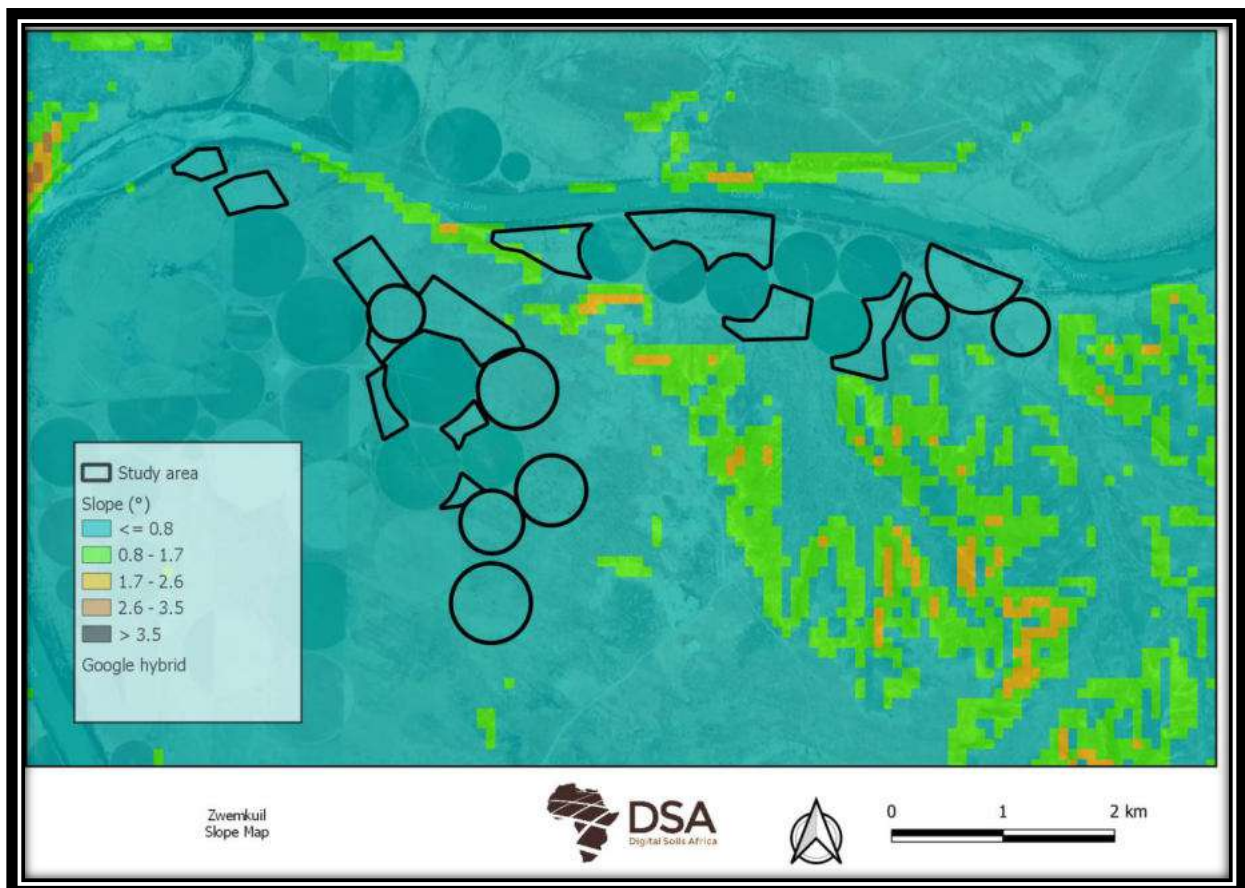 Study area
Slope (°)
<= 0.8
0.8 - 1.7
1.7 - 2.6
2.6 - 3.5
> 3.5
Google hybrid
Zwemkuil
Slope Map
DSA
Digital Soils Africa
0 1 2 km